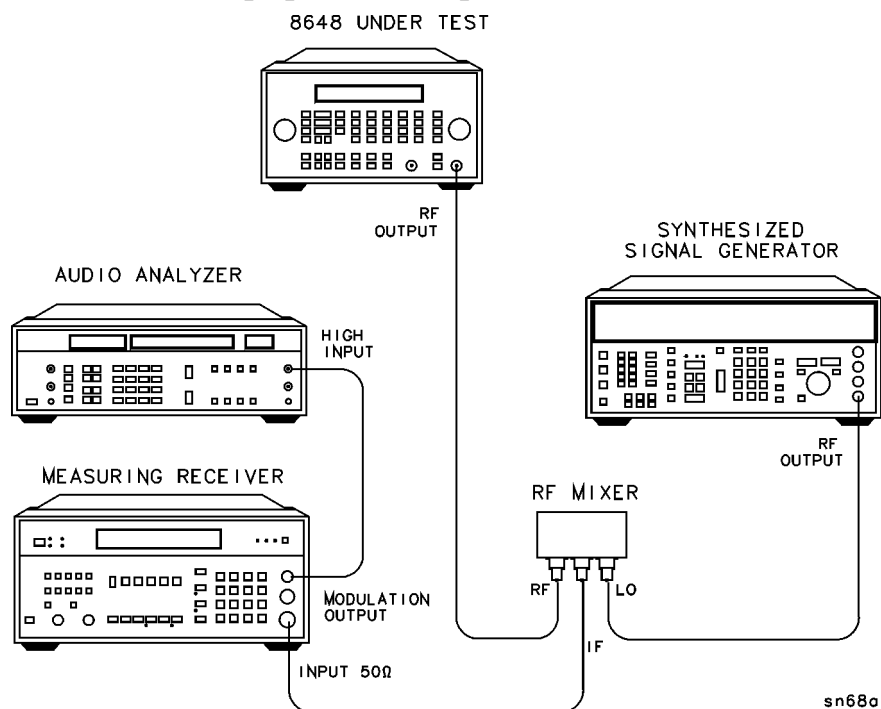 8648 UNDER TEST
RF
OUTPUT
SYNTHESIZED
SIGNAL GENERATOR
AUDIO ANALYZER
HIGH
INPUT
RF
OUTPUT
MEASURING RECEIVER
RF MIXER
RF
LO
MODULATION
OUTPUT
IF
INPUT 50Ω
sn68a